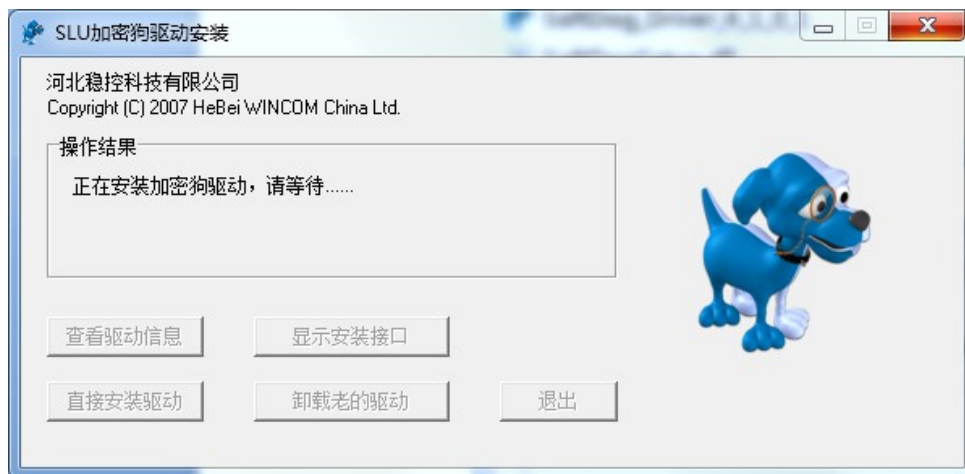 SLU加密狗驱动安装
河北稳控科技有限公司
Copyright (C) 2007 HeBei WINCOM China Ltd.
操作结果
正在安装加密狗驱动，请等待......
查看驱动信息
显示安装接口
直接安装驱动
卸载老的驱动
退出